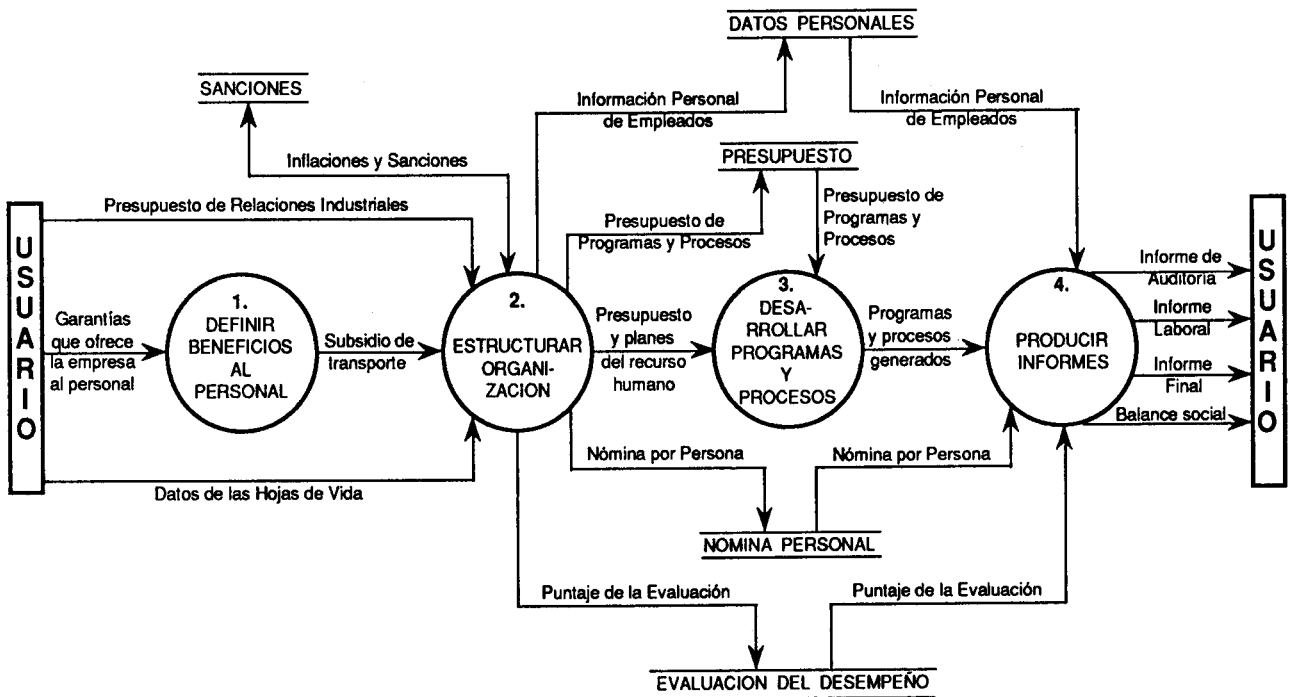 DATOS PERSONALES
SANCIONES
Información Personal
de Empleados
Información Personal
de Empleados
Inflaciones y Sanciones
PRESUPUESTO
USUARIO
Presupuesto de Relaciones Industriales
Presupuesto de
Programas y Procesos
Presupuesto de
Programas y
Procesos
Garantías
que ofrece
la empresa
al personal
1.
DEFINIR
BENEFICIOS
AL
PERSONAL
Subsidio de
transporte
2.
ESTRUCTURAR
ORGANI-
ZACION
Presupuesto
y planes
del recurso
humano
3.
DESA-
RROLLAR
PROGRAMAS
Y
PROCESOS
Programas
y procesos
generados
4.
PRODUCIR
INFORMES
Informe de
Auditoría
Informe
Laboral
Informe
Final
Balance social
USUARIO
Datos de las Hojas de Vida
Nómina por Persona
Nómina por Persona
NOMINA PERSONAL
Puntaje de la Evaluación
Puntaje de la Evaluación
EVALUACION DEL DESEMPEÑO